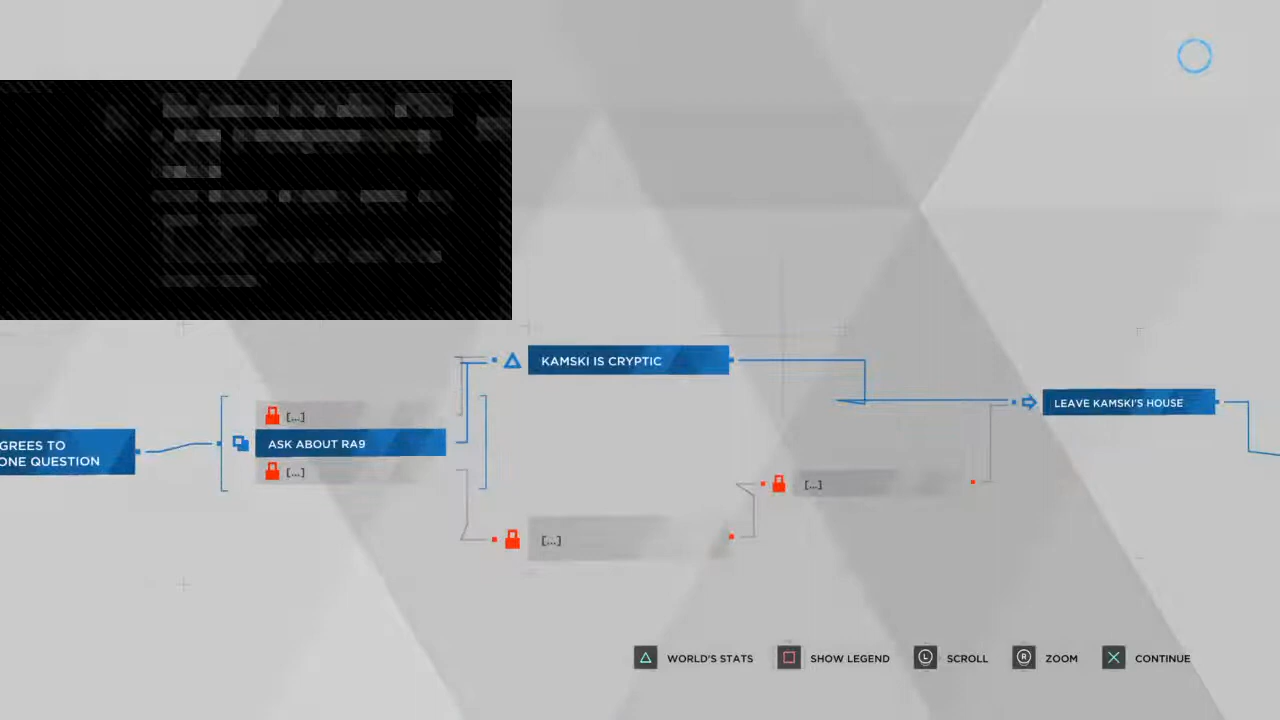 KAMSKI IS CRYPTIC
LEAVE KAMSKI'S HOUSE
[...]
GREES TO
ONE QUESTION
ASK ABOUT RA9
[...]
[...]
[...]
WORLD'S STATS
SHOW LEGEND
L
SCROLL
R
ZOOM
CONTINUE